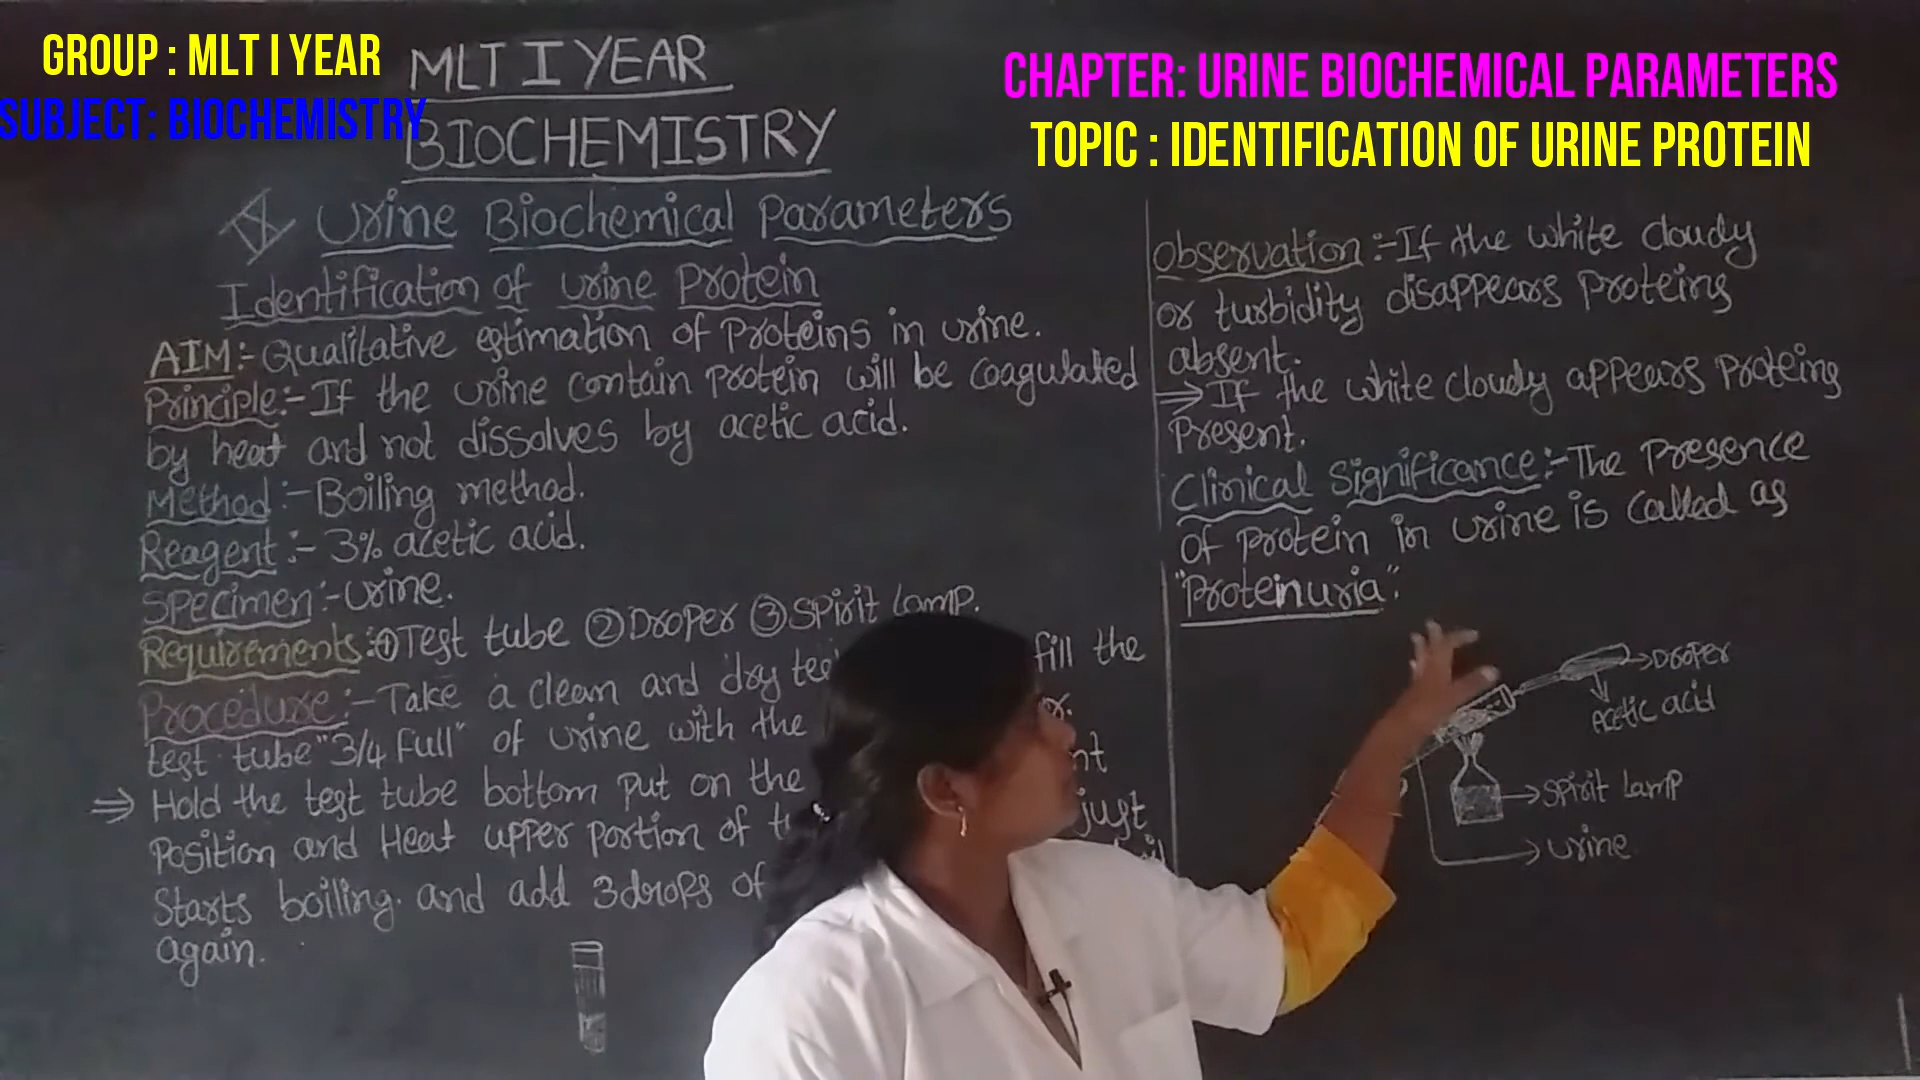 GROUP : MLT I YEAR
SUBJECT: BIOCHEMISTRY
CHAPTER: URINE BIOCHEMICAL PARAMETERS
TOPIC : IDENTIFICATION OF URINE PROTEIN
MLT I YEAR
BIOCHEMISTRY
Urine Biochemical Parameters
Identification of urine Protein
AIM:- Qualitative estimation of Proteins in urine.
Principle:- If the urine contain protein will be coagulated
by heat and not dissolves by acetic acid.
Method:- Boiling method.
Reagent:- 3% acetic acid.
Specimen:- urine.
Requirements:- ① Test tube ② Droper ③ Spirit Lamp.
Procedure:- Take a clean and dry fill the
test tube "3/4 full" of urine with the
⇒ Hold the test tube bottom put on the
Position and Heat upper portion of just
Starts boiling. and add 3 drops of
again.
Observation:- If the white cloudy
or turbidity disappears proteins
absent.
⇒ If the white cloudy appears proteins
Present.
Clinical Significance:- The Presence
of protein in urine is called as
"Proteinuria".
Droper
Acetic acid
Spirit Lamp
Urine